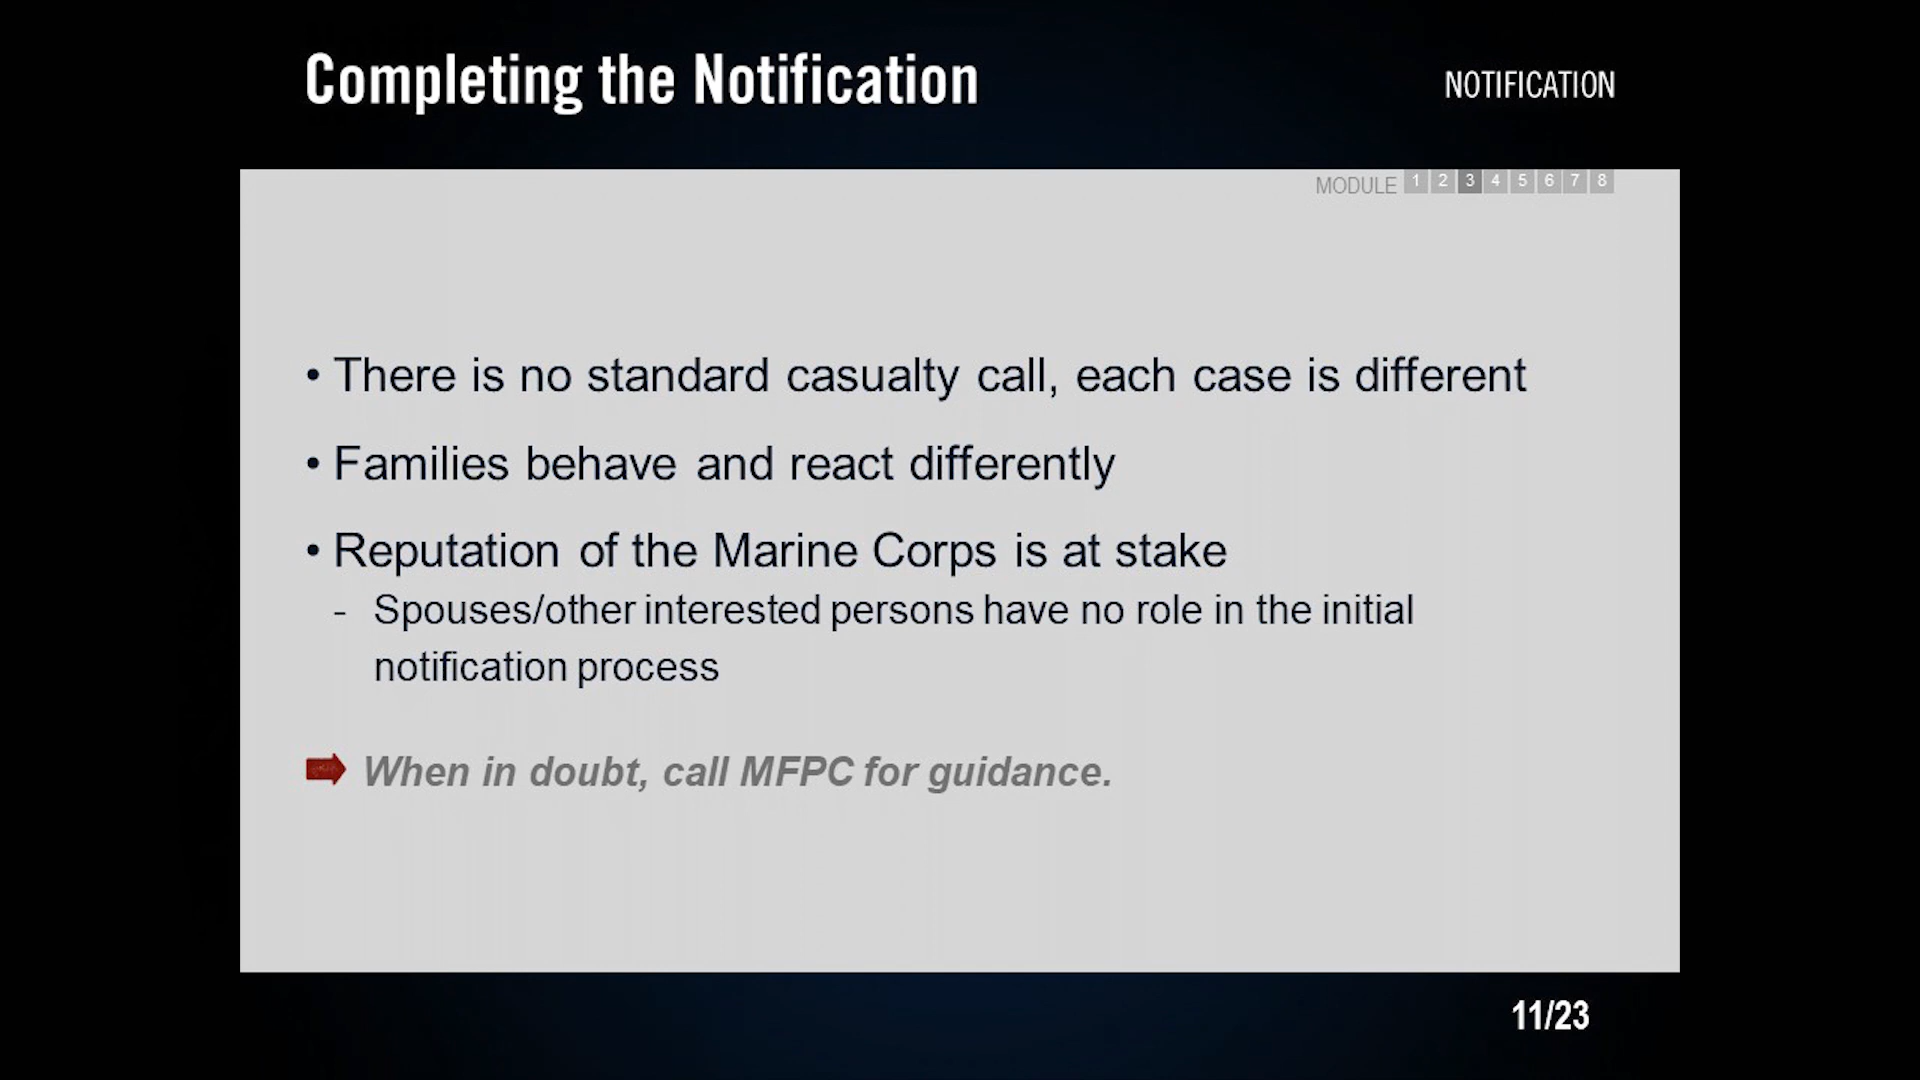 Completing the Notification
NOTIFICATION
MODULE 1 2 3 4 5 6 7 8
• There is no standard casualty call, each case is different
• Families behave and react differently
• Reputation of the Marine Corps is at stake
- Spouses/other interested persons have no role in the initial
notification process
When in doubt, call MFPC for guidance.
11/23